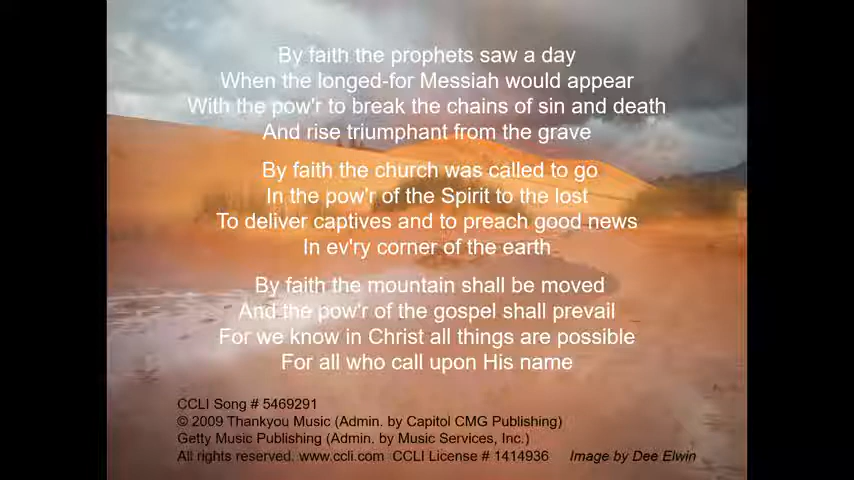 By faith the prophets saw a day
When the longed-for Messiah would appear
With the pow'r to break the chains of sin and death
And rise triumphant from the grave
By faith the church was called to go
In the pow'r of the Spirit to the lost
To deliver captives and to preach good news
In ev'ry corner of the earth
By faith the mountain shall be moved
And the pow'r of the gospel shall prevail
For we know in Christ all things are possible
For all who call upon His name
CCLI Song # 5469291
© 2009 Thankyou Music (Admin. by Capitol CMG Publishing)
Getty Music Publishing (Admin. by Music Services, Inc.)
All rights reserved. www.ccli.com CCLI License # 1414936 Image by Dee Elwin